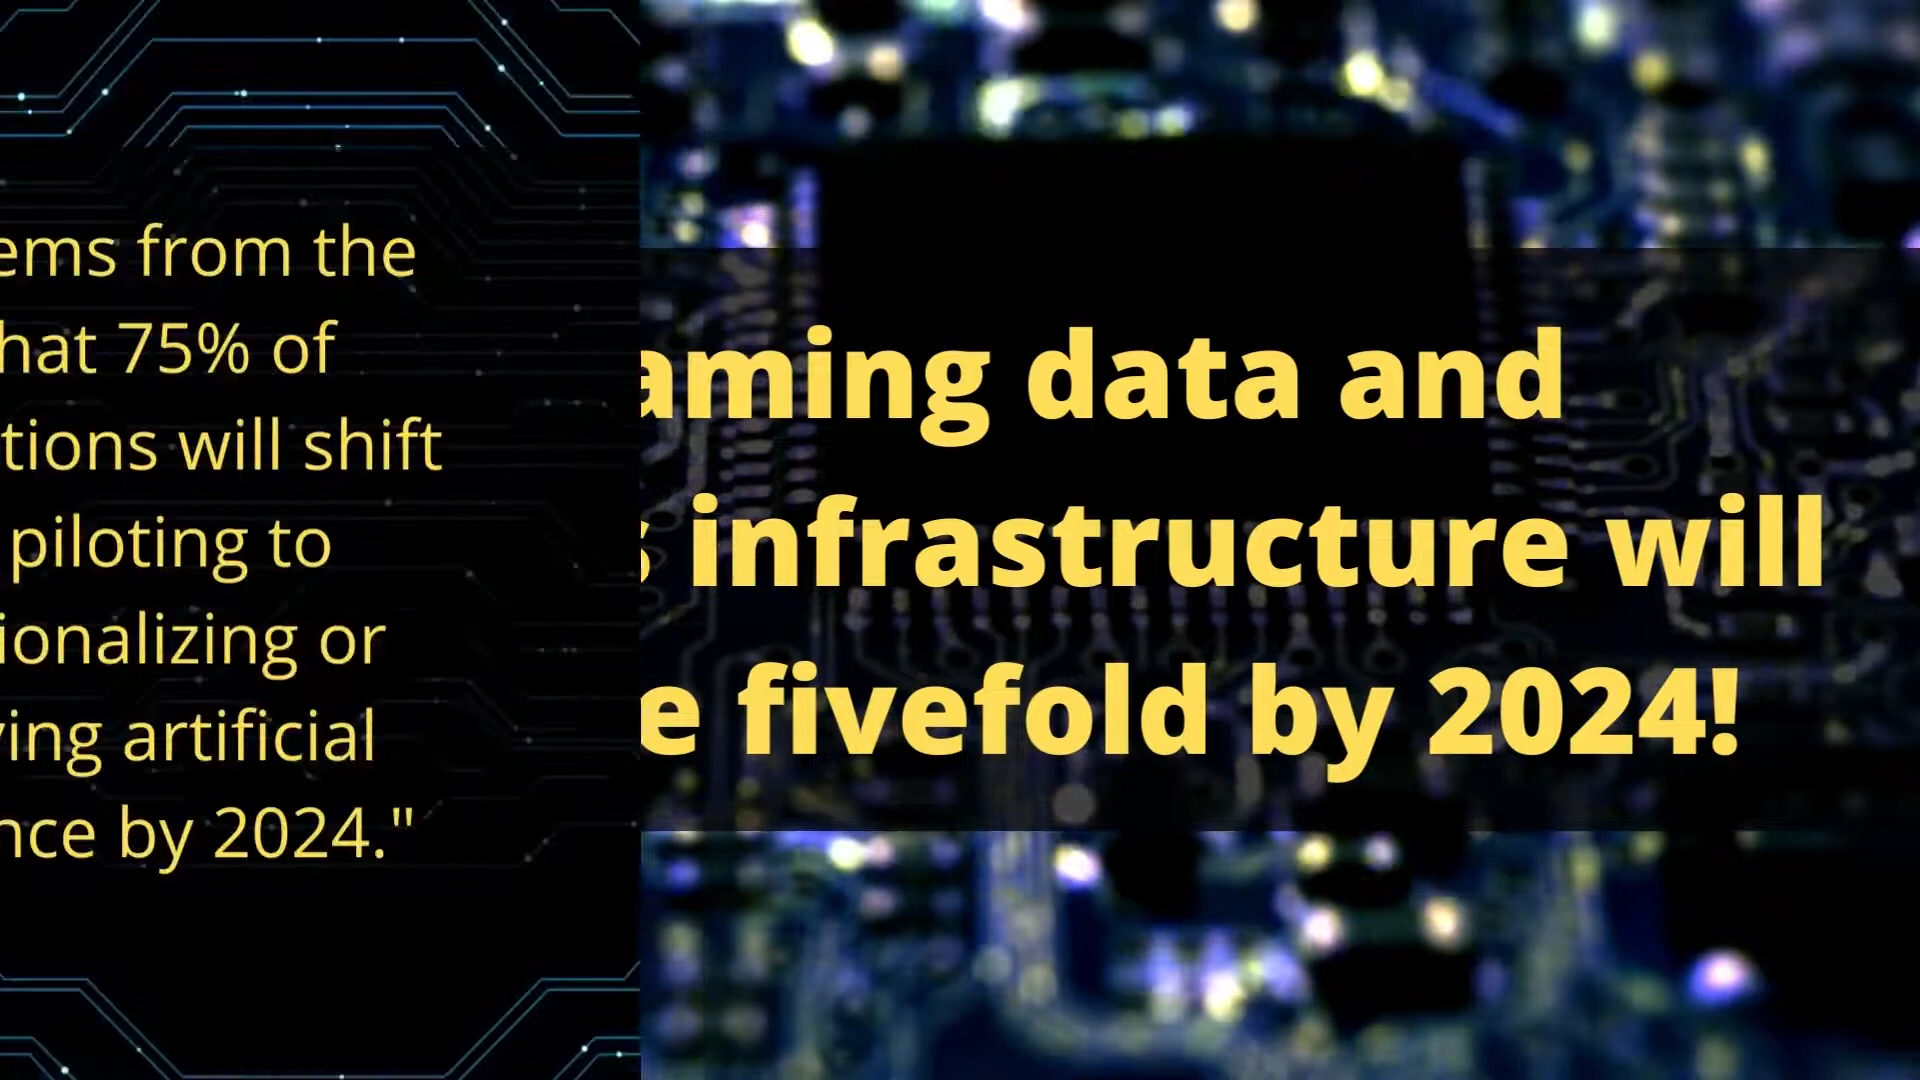 ems from the
hat 75% of
tions will shift
piloting to
ionalizing or
ving artificial
nce by 2024."
aming data and
s infrastructure will
e fivefold by 2024!